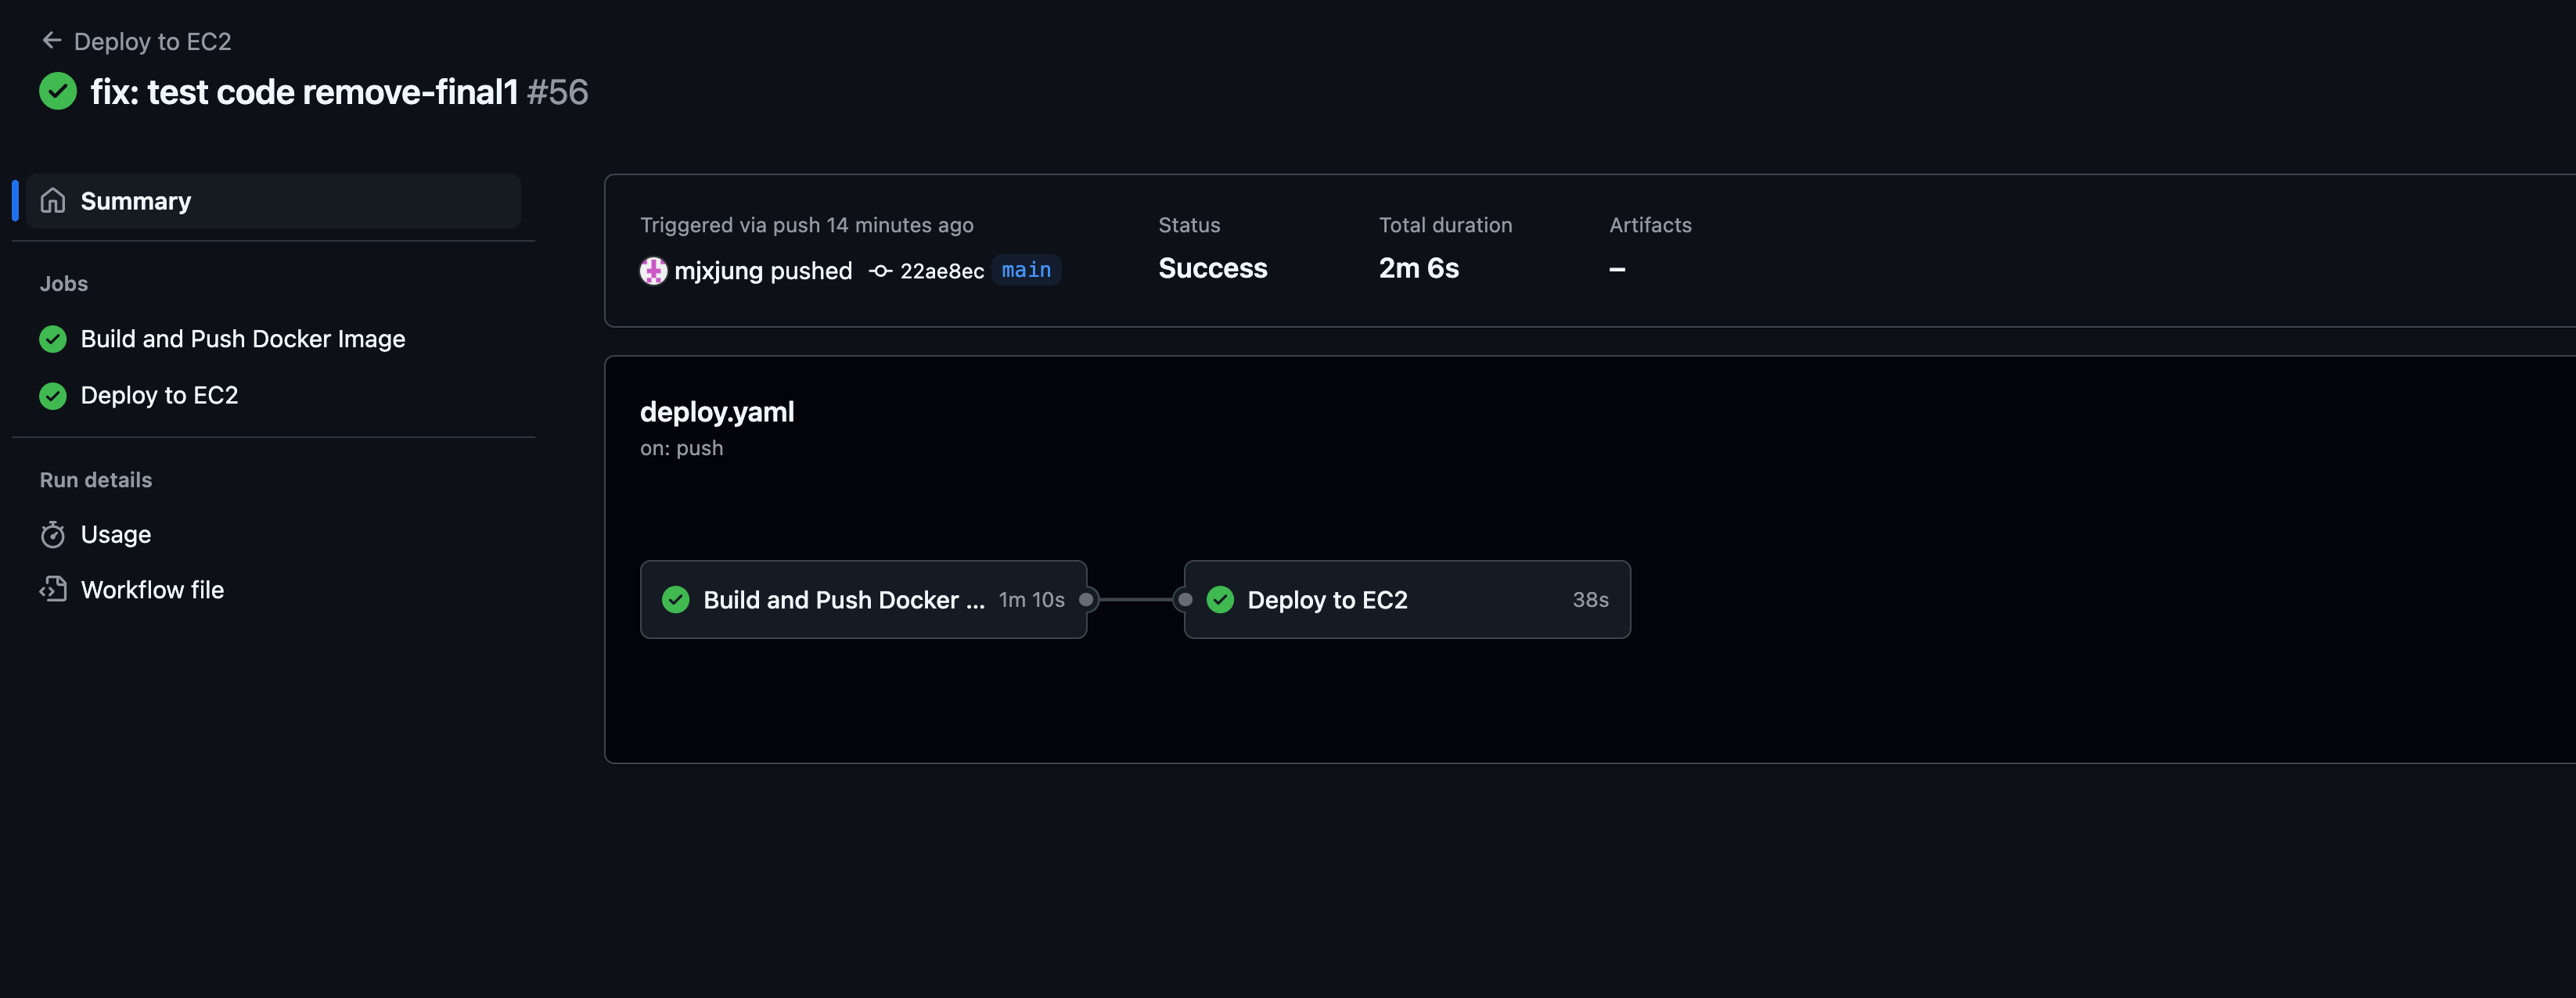 Deploy to EC2
fix: test code remove-final1 #56
Summary
Jobs
Build and Push Docker Image
Deploy to EC2
Run details
Usage
Workflow file
Triggered via push 14 minutes ago
mjxjung pushed 22ae8ec main
Status
Success
Total duration
2m 6s
Artifacts
–
deploy.yaml
on: push
Build and Push Docker ... 1m 10s
Deploy to EC2 38s